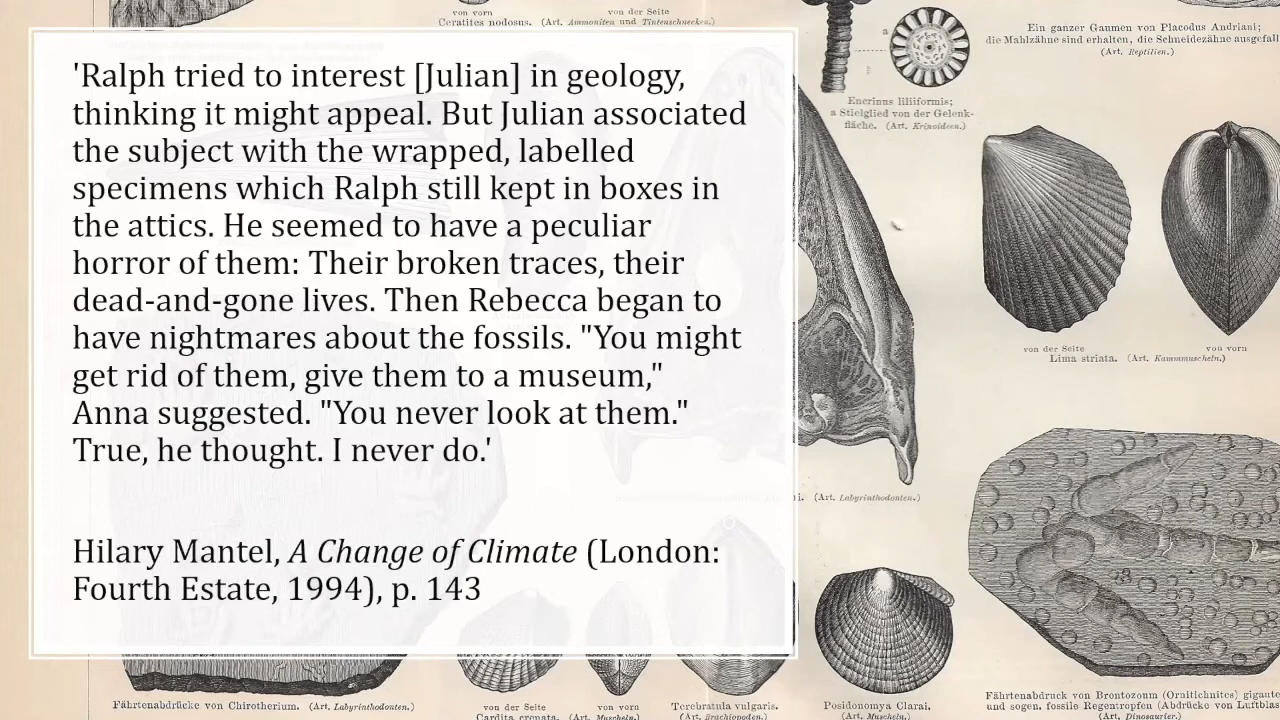 von vorn
von der Seite
Ceratites nodosus. (Art. Ammoniten und Tintenschnecken.)
Ein ganzer Gaumen von Placodus Andriani;
die Mahlzähne sind erhalten, die Schneidezähne ausgefall
(Art. Reptilien.)
a
Encrinus liliiformis;
a Stielglied von der Gelenk-
fläche. (Art. Krinoideen.)
'Ralph tried to interest [Julian] in geology,
thinking it might appeal. But Julian associated
the subject with the wrapped, labelled
specimens which Ralph still kept in boxes in
the attics. He seemed to have a peculiar
horror of them: Their broken traces, their
dead-and-gone lives. Then Rebecca began to
have nightmares about the fossils. "You might
get rid of them, give them to a museum,"
Anna suggested. "You never look at them."
True, he thought. I never do.'
Hilary Mantel, A Change of Climate (London:
Fourth Estate, 1994), p. 143
von der Seite
von vorn
Lima striata. (Art. Kammmuscheln.)
i. (Art. Labyrinthodonten.)
Fährtenabdrücke von Chirotherium. (Art. Labyrinthodonten.)
von der Seite
von vorn
Cardita crenata. (Art. Muscheln.)
Terebratula vulgaris.
(Art. Brachiopoden.)
Posidonomya Clarai.
(Art. Muscheln.)
Fährtenabdruck von Brontozoum (Ornitichnites) gigante
und sogen. fossile Regentropfen (Abdrücke von Luftblas
(Art. Dinosaurier.)